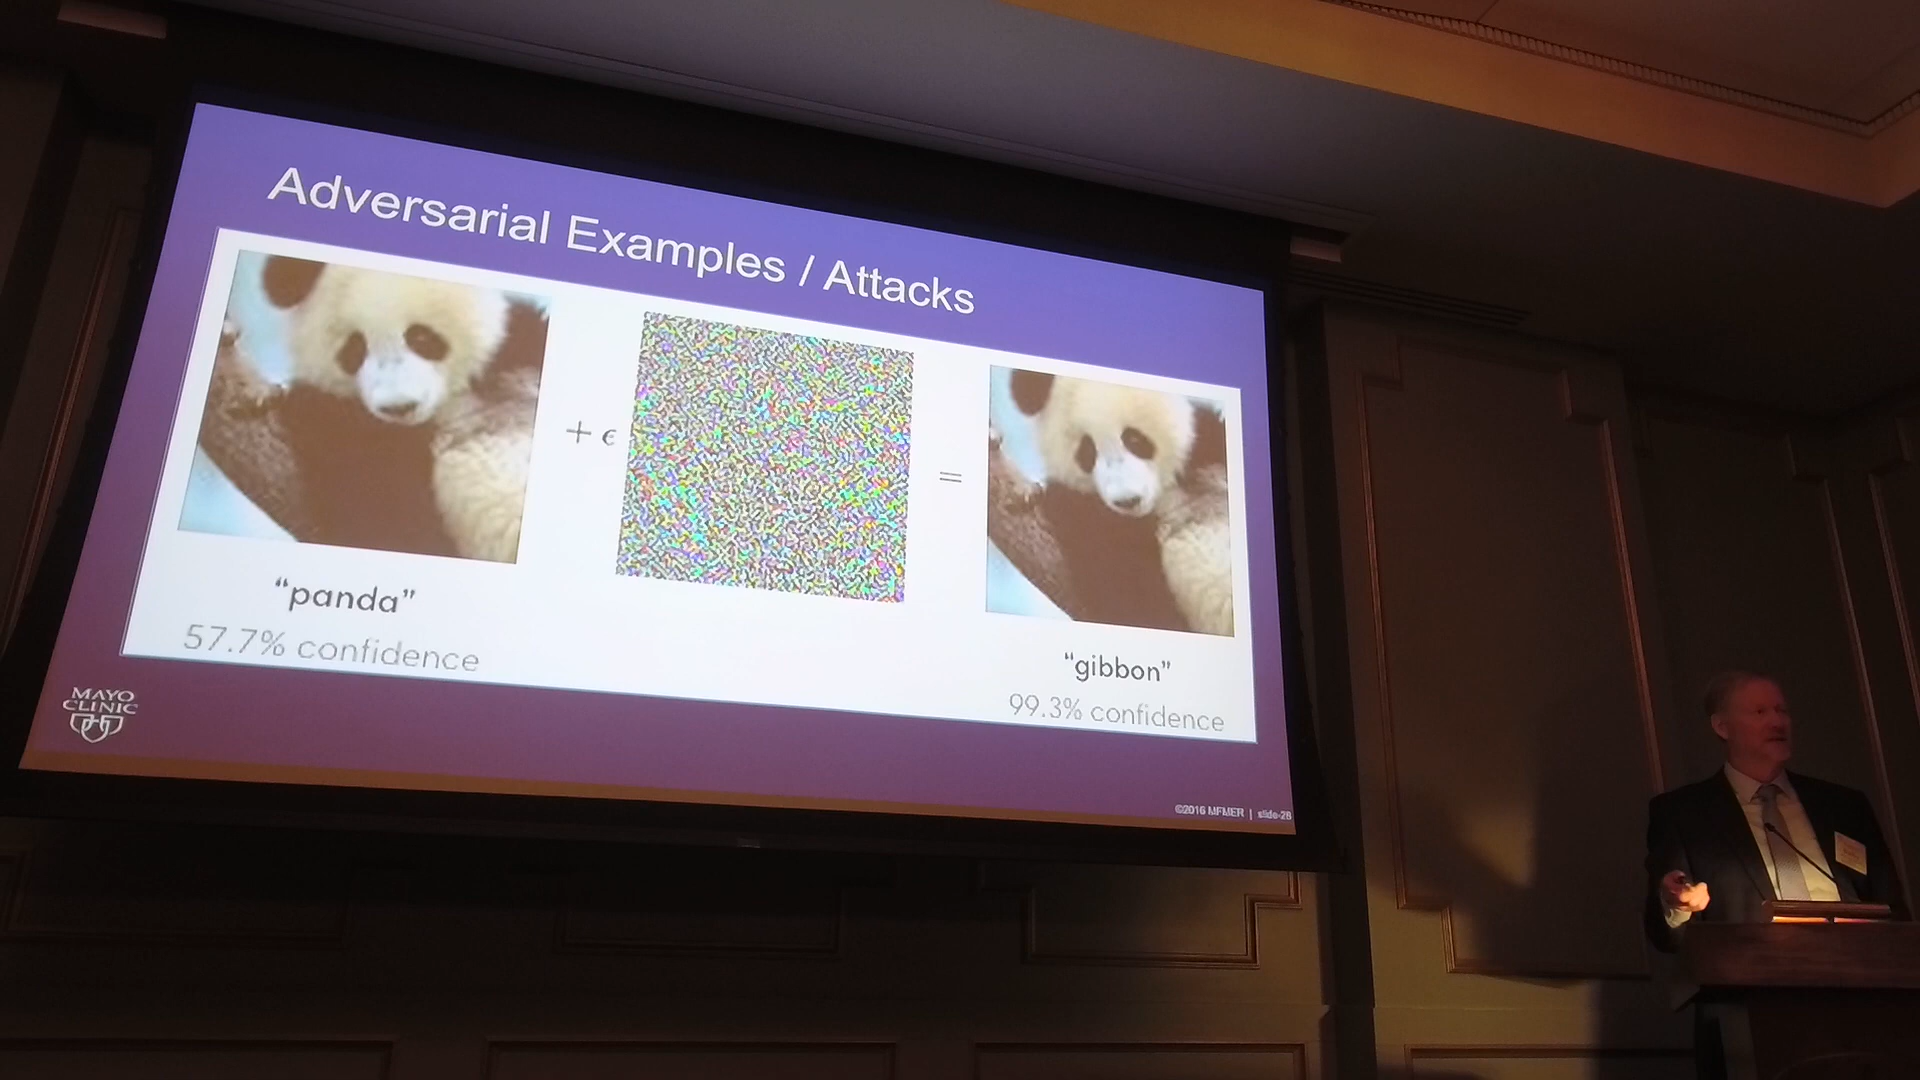 Adversarial Examples / Attacks
+ ϵ
=
“panda”
57.7% confidence
“gibbon”
99.3% confidence
MAYO
CLINIC
©2016 MFMER | slide-28